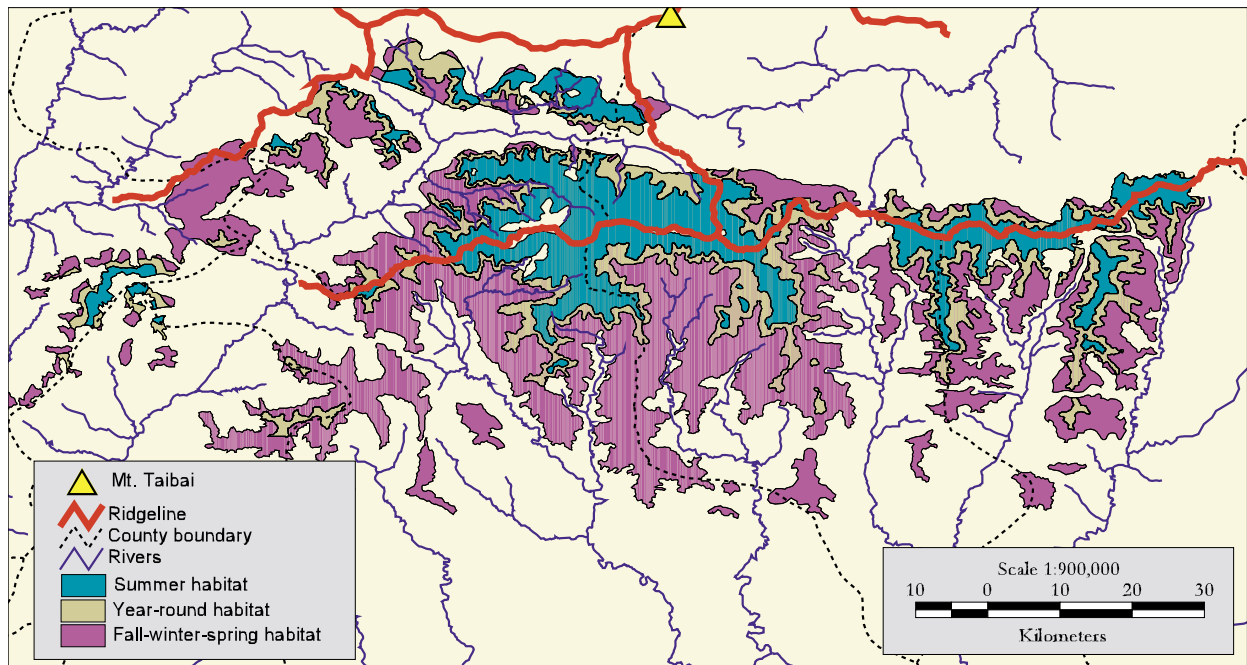 Mt. Taibai
Ridgeline
County boundary
Rivers
Summer habitat
Year-round habitat
Fall-winter-spring habitat
Scale 1:900,000
10 0 10 20 30
Kilometers